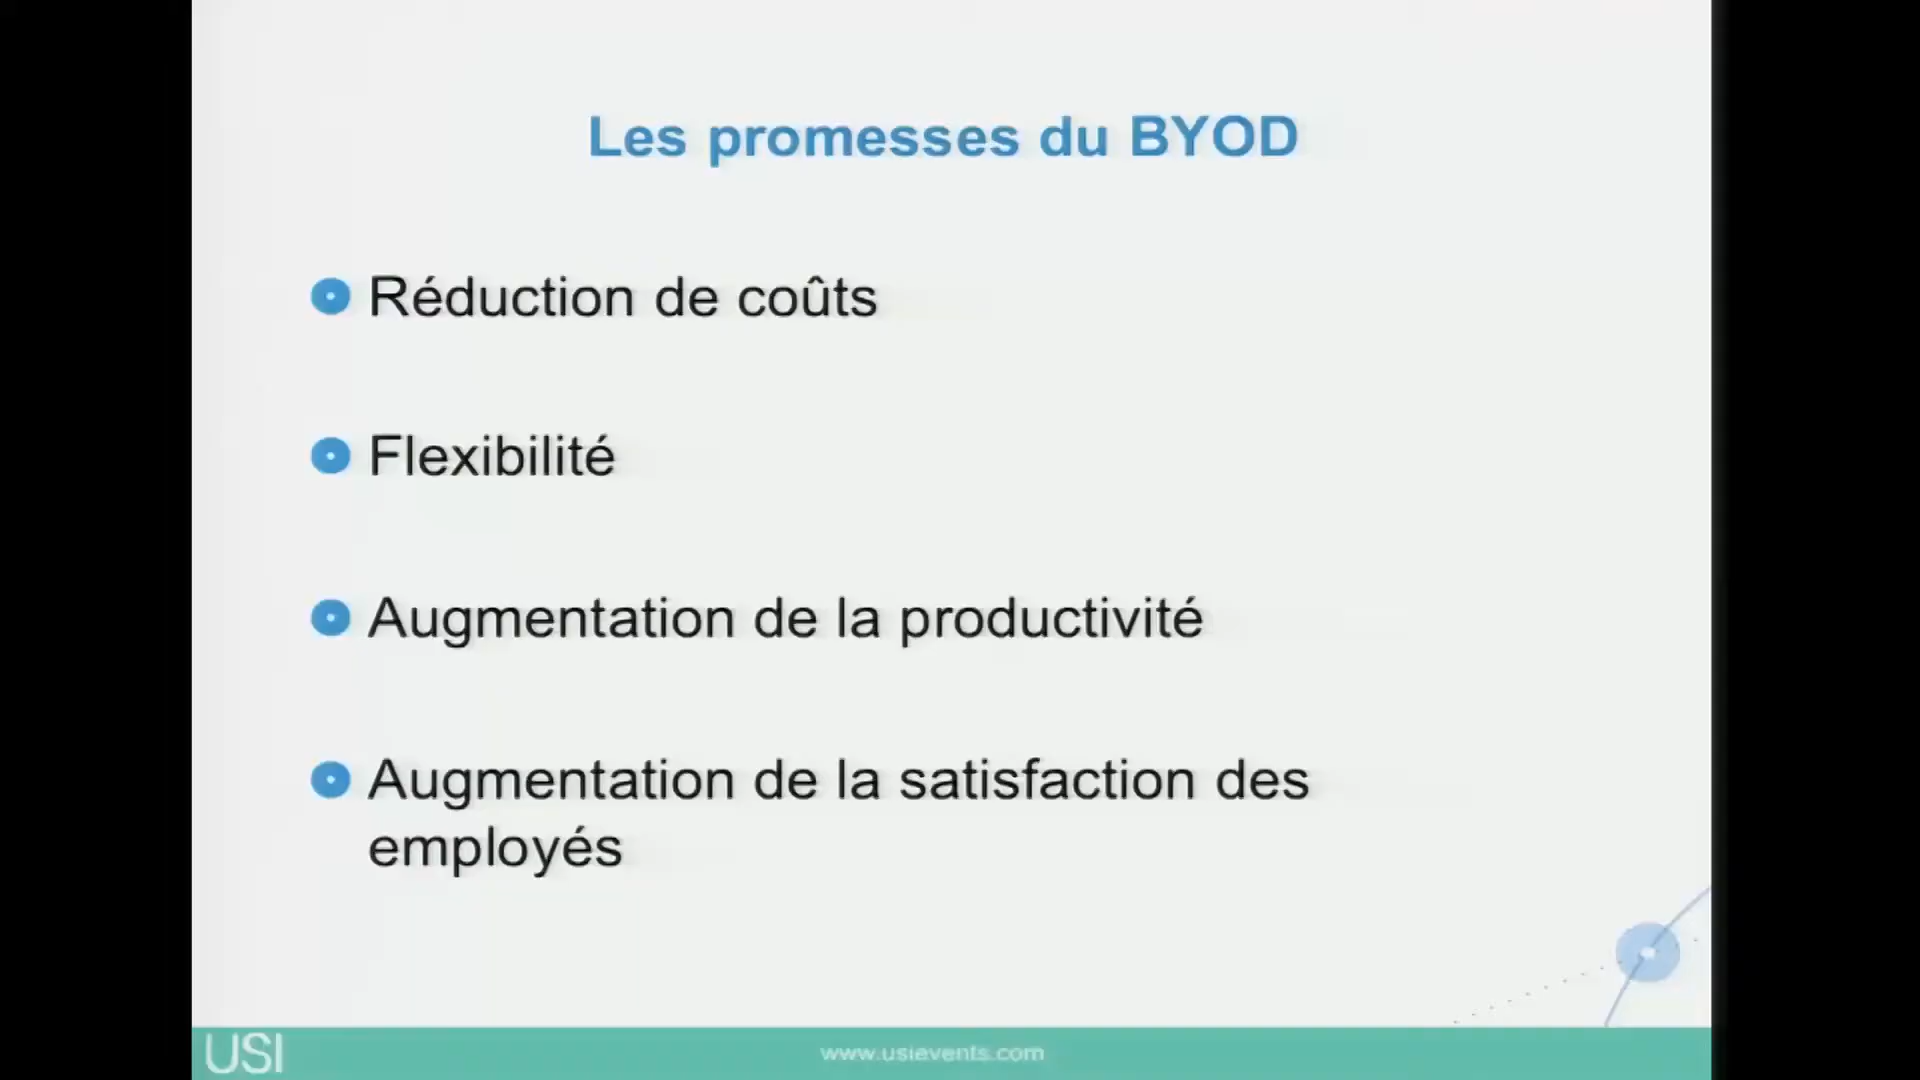 Les promesses du BYOD
Réduction de coûts
Flexibilité
Augmentation de la productivité
Augmentation de la satisfaction des
employés
USI
www.usievents.com